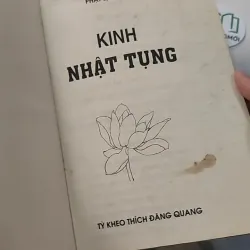 KINH
NHẬT TỤNG
TỲ KHEO THÍCH ĐĂNG QUANG